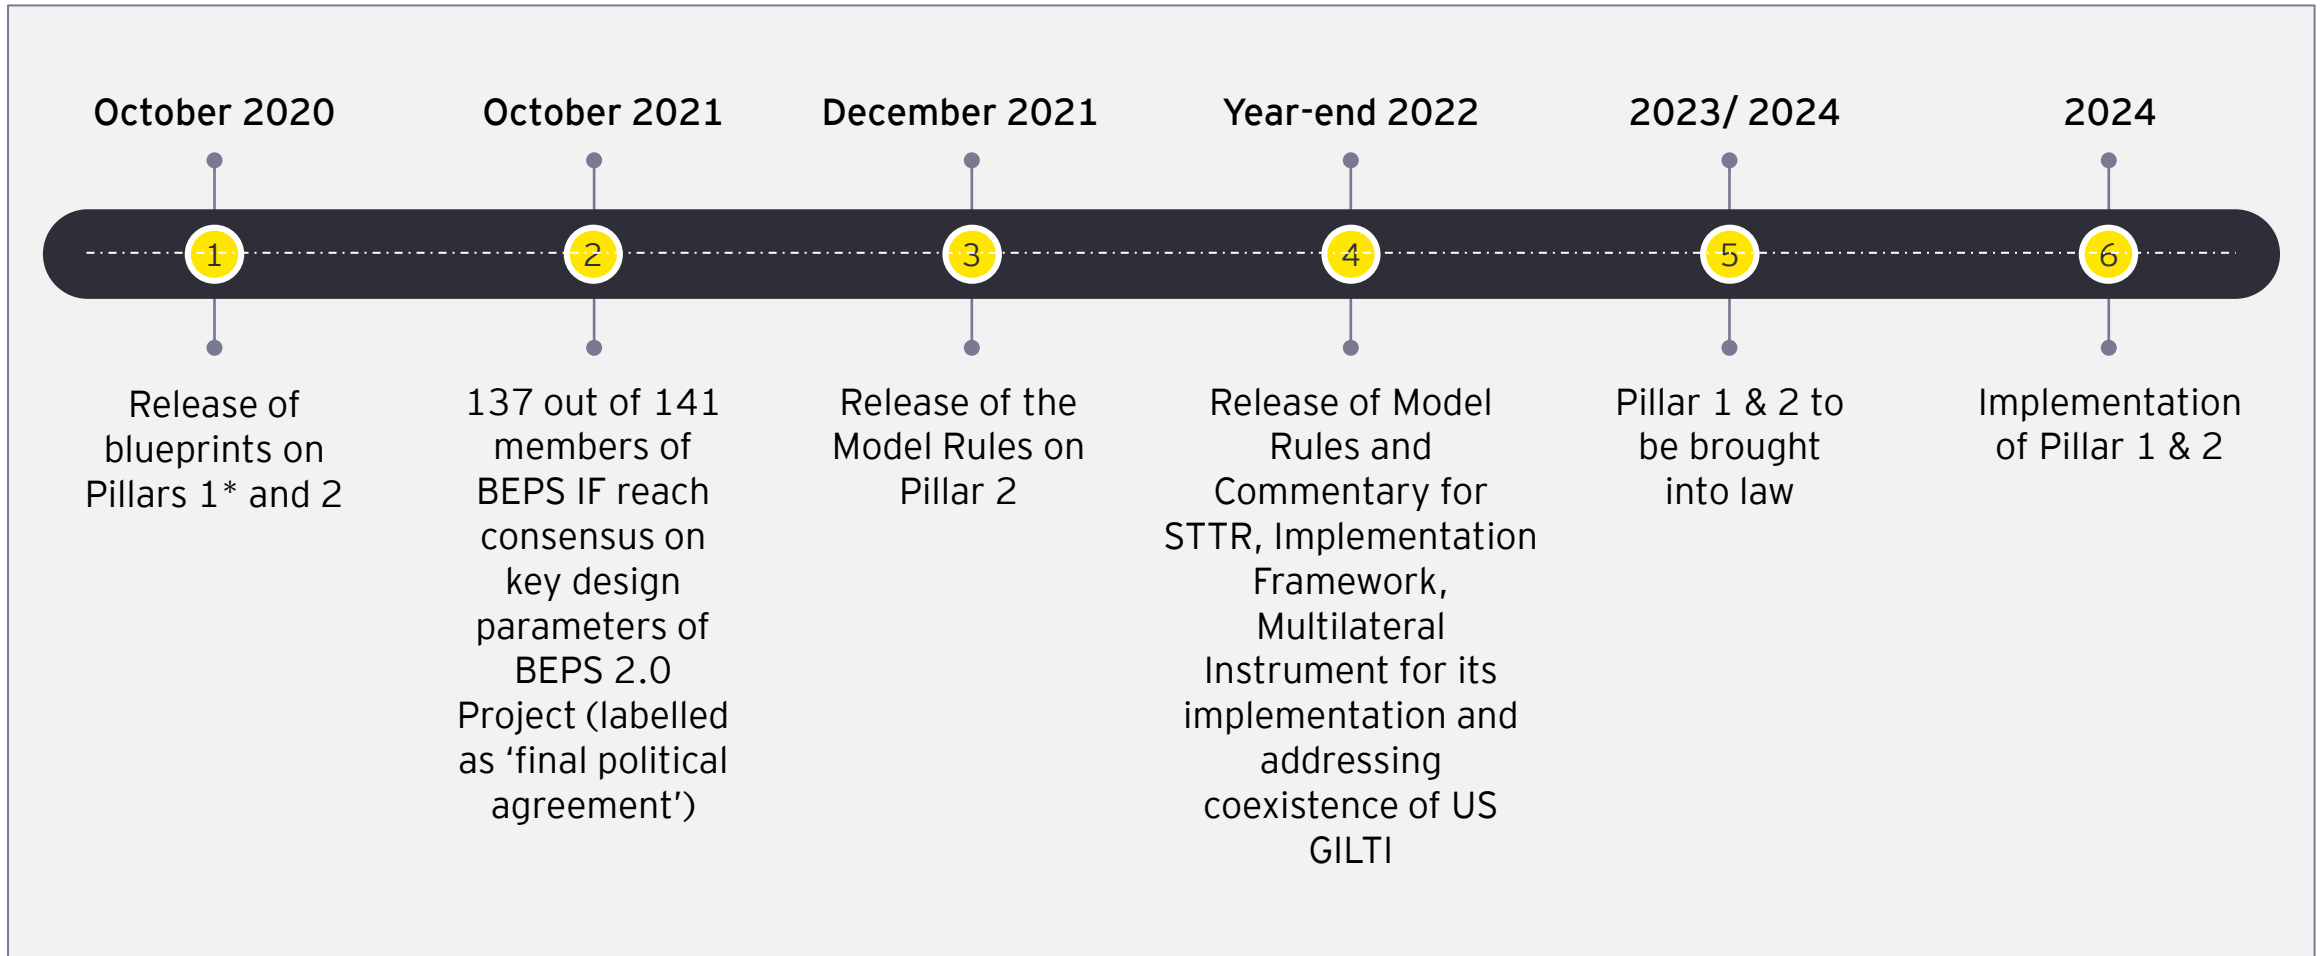 October 2020
October 2021
December 2021
Year-end 2022
2023/ 2024
2024
1
2
3
4
5
6
Release of
blueprints on
Pillars 1* and 2
137 out of 141
members of
BEPS IF reach
consensus on
key design
parameters of
BEPS 2.0
Project (labelled
as ‘final political
agreement’)
Release of the
Model Rules on
Pillar 2
Release of Model
Rules and
Commentary for
STTR, Implementation
Framework,
Multilateral
Instrument for its
implementation and
addressing
coexistence of US
GILTI
Pillar 1 & 2 to
be brought
into law
Implementation
of Pillar 1 & 2